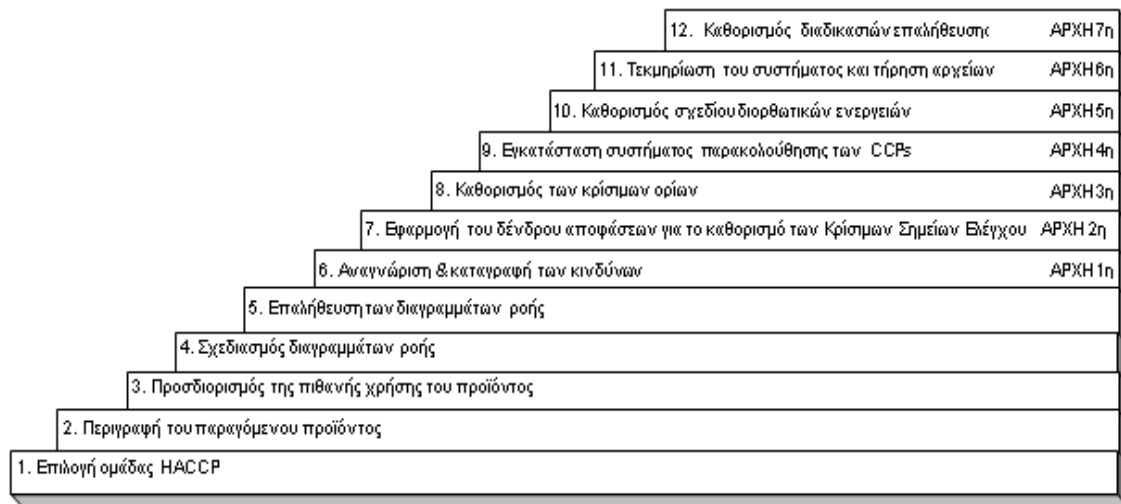 12. Καθορισμός διαδικασιών επαλήθευσης ΑΡΧΗ 7η
11. Τεκμηρίωση του συστήματος και τήρηση αρχείων ΑΡΧΗ 6η
10. Καθορισμός σχεδίου διορθωτικών ενεργειών ΑΡΧΗ 5η
9. Εγκατάσταση συστήματος παρακολούθησης των CCPs ΑΡΧΗ 4η
8. Καθορισμός των κρίσιμων ορίων ΑΡΧΗ 3η
7. Εφαρμογή του δένδρου αποφάσεων για το καθορισμό των Κρίσιμων Σημείων Ελέγχου ΑΡΧΗ 2η
6. Αναγνώριση & καταγραφή των κινδύνων ΑΡΧΗ 1η
5. Επαλήθευση των διαγραμμάτων ροής
4. Σχεδιασμός διαγραμμάτων ροής
3. Προσδιορισμός της πιθανής χρήσης του προϊόντος
2. Περιγραφή του παραγόμενου προϊόντος
1. Επιλογή ομάδας HACCP